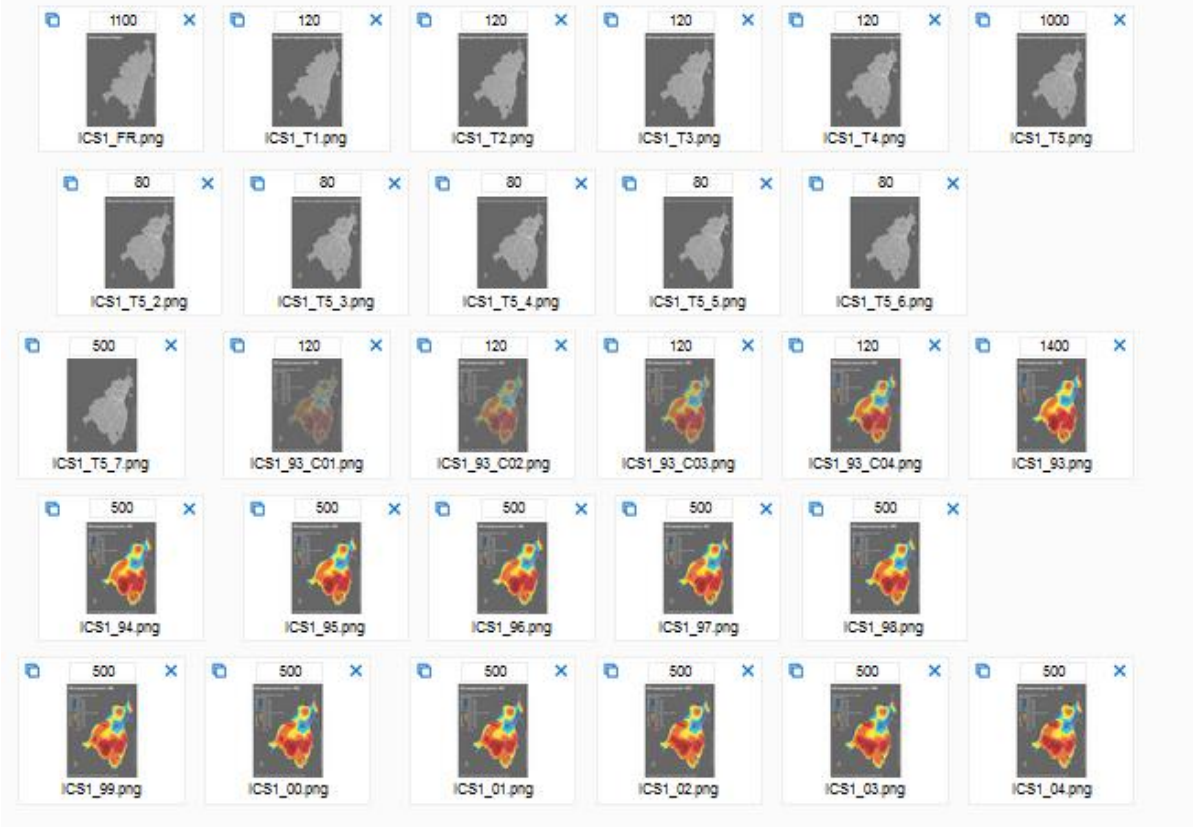 1100 120 120 120 120 1000
ICS1_FR.png ICS1_T1.png ICS1_T2.png ICS1_T3.png ICS1_T4.png ICS1_T5.png
80 80 80 80 80
ICS1_T5_2.png ICS1_T5_3.png ICS1_T5_4.png ICS1_T5_5.png ICS1_T5_6.png
500 120 120 120 120 1400
ICS1_T5_7.png ICS1_93_C01.png ICS1_93_C02.png ICS1_93_C03.png ICS1_93_C04.png ICS1_93.png
500 500 500 500 500
ICS1_94.png ICS1_95.png ICS1_96.png ICS1_97.png ICS1_98.png
500 500 500 500 500 500
ICS1_99.png ICS1_00.png ICS1_01.png ICS1_02.png ICS1_03.png ICS1_04.png